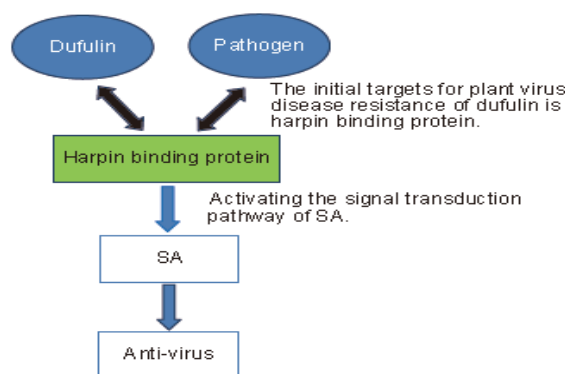 Dufulin
Pathogen
The initial targets for plant virus
disease resistance of dufulin is
harpin binding protein.
Harpin binding protein
Activating the signal transduction
pathway of SA.
SA
Anti-virus